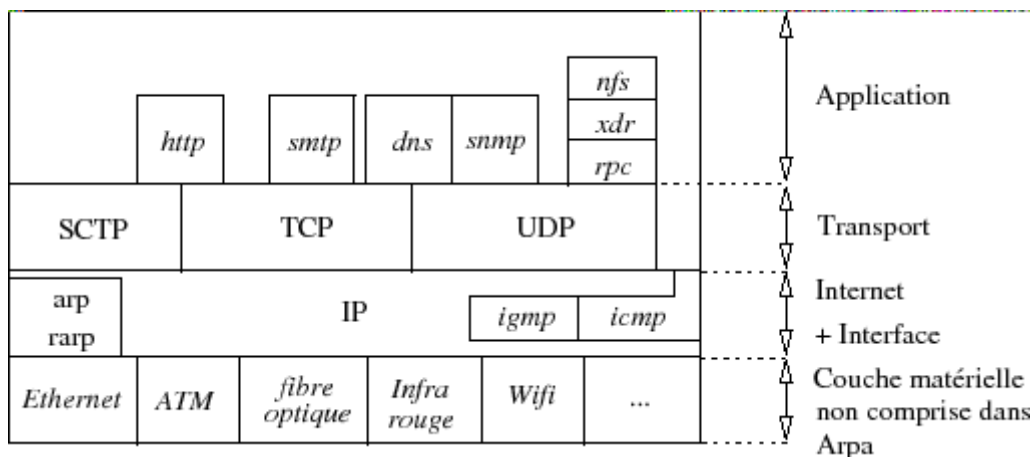 nfs
xdr
rpc
http
smtp
dns
snmp
Application
SCTP
TCP
UDP
Transport
arp
rarp
IP
igmp
icmp
Internet
+ Interface
Ethernet
ATM
fibre
optique
Infra
rouge
Wifi
...
Couche matérielle
non comprise dans
Arpa